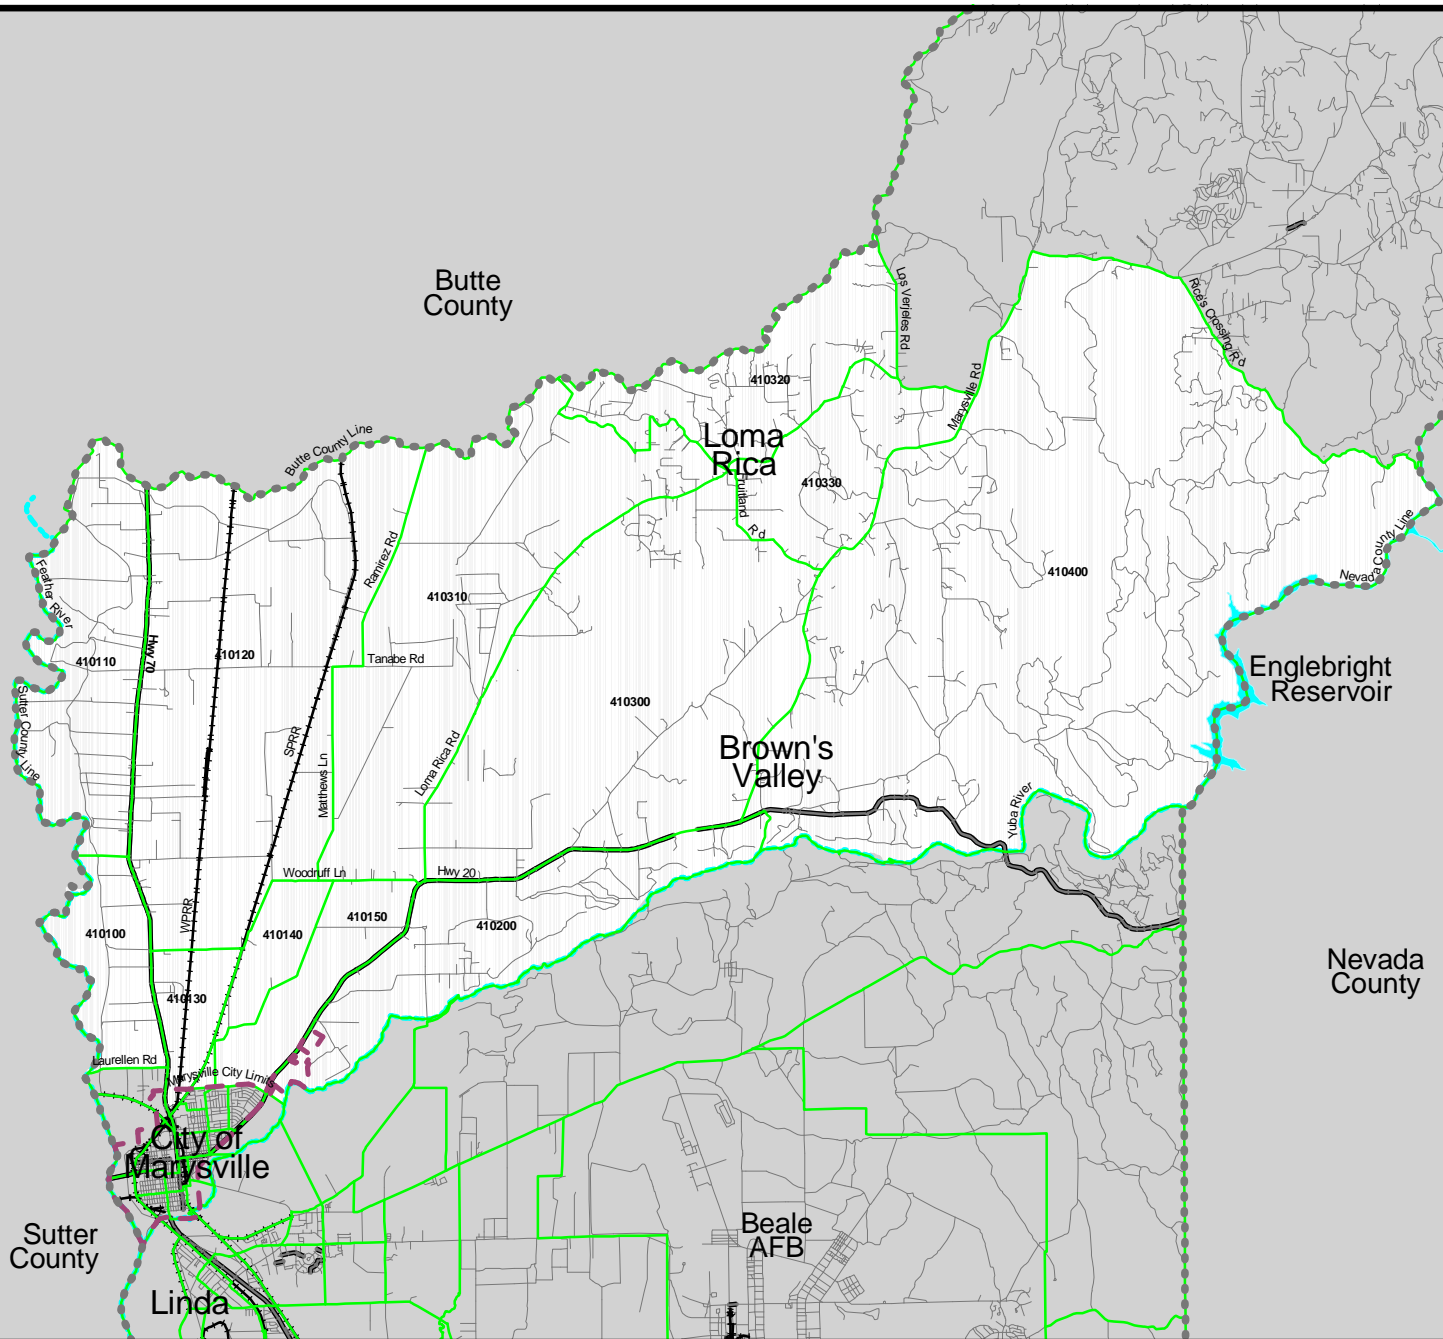 Butte
County
Los Verjeles Rd
Rice's Crossing Rd
410320
Marysville Rd
Butte County Line
Loma
Rica
410330
Fruitland Rd
Nevada County Line
Ramirez Rd
Feather River
410310
410400
Hwy 70
410110
410120
Tanabe Rd
Englebright
Reservoir
Sutter County Line
410300
SPRR
Loma Rica Rd
Brown's
Valley
Matthews Ln
Yuba River
Woodruff Ln
Hwy 20
WPRR
410150
410200
410100
410140
Nevada
County
410130
Laurellen Rd
Marysville City Limits
City of
Marysville
Sutter
County
Beale
AFB
Linda